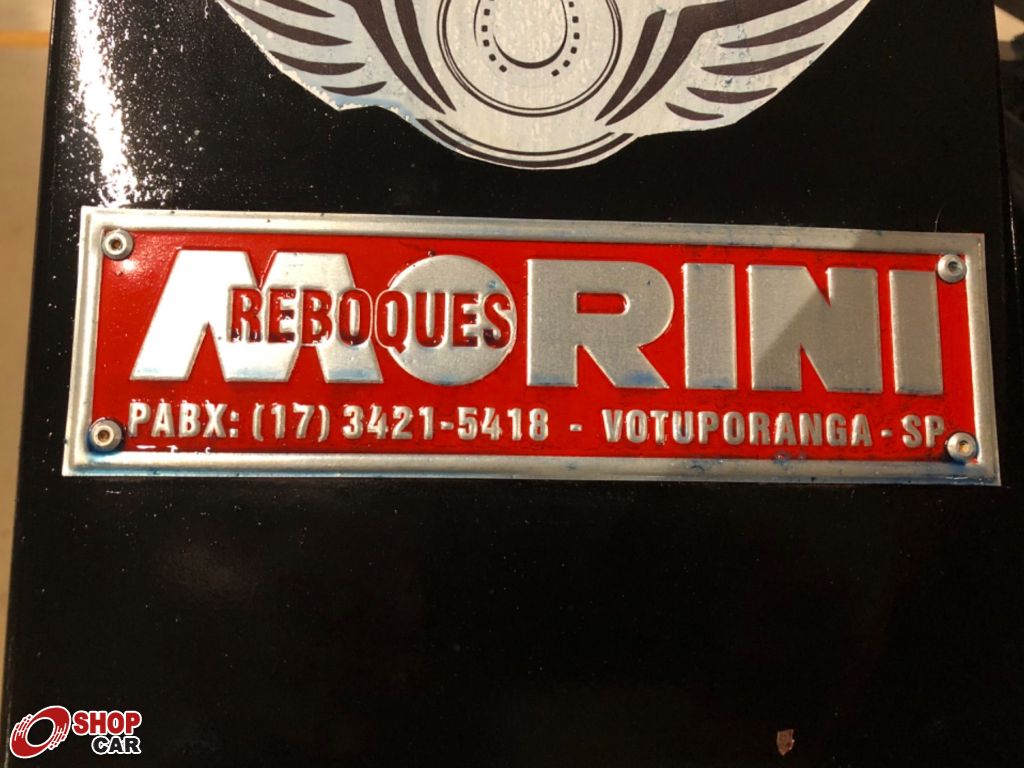 MORINI
REBOQUES
PABX: (17) 3421-5418 - VOTUPORANGA - SP
SHOP
CAR